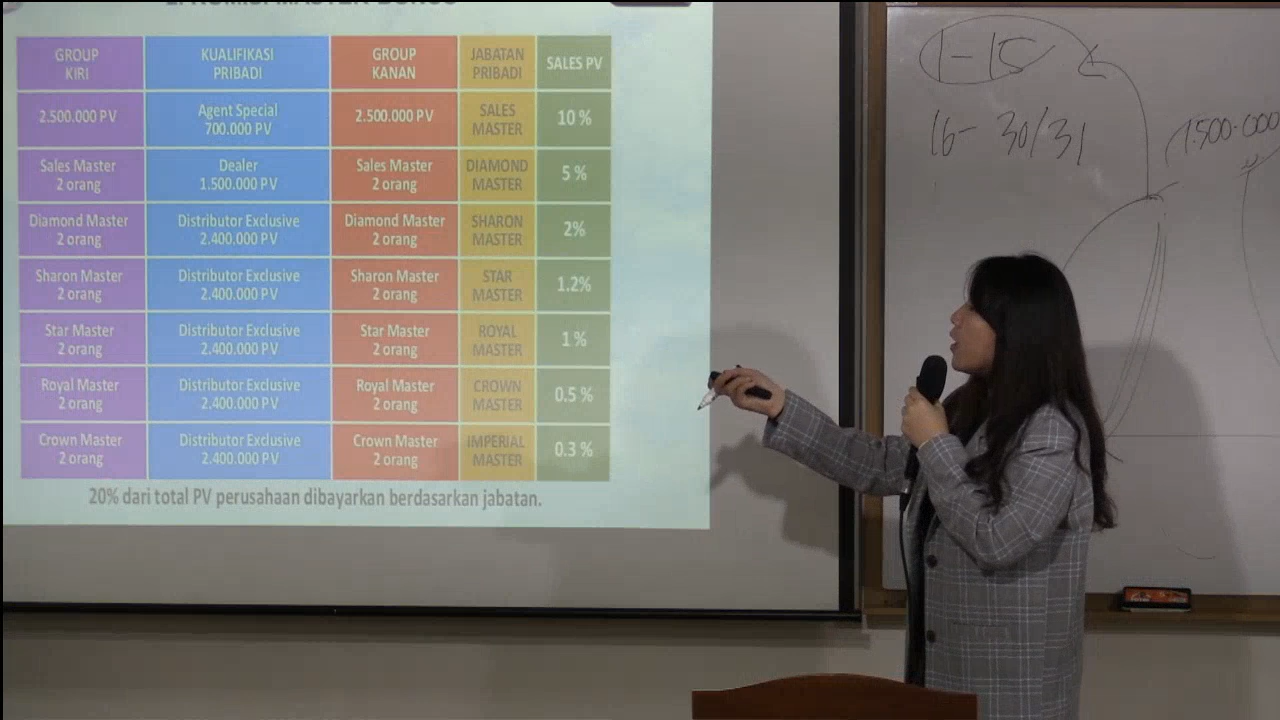 GROUP KIRI
KUALIFIKASI PRIBADI
GROUP KANAN
JABATAN PRIBADI
SALES PV
2.500.000 PV
Agent Special 700.000 PV
2.500.000 PV
SALES MASTER
10 %
Sales Master 2 orang
Dealer 1.500.000 PV
Sales Master 2 orang
DIAMOND MASTER
5 %
Diamond Master 2 orang
Distributor Exclusive 2.400.000 PV
Diamond Master 2 orang
SHARON MASTER
2%
Sharon Master 2 orang
Distributor Exclusive 2.400.000 PV
Sharon Master 2 orang
STAR MASTER
1.2%
Star Master 2 orang
Distributor Exclusive 2.400.000 PV
Star Master 2 orang
ROYAL MASTER
1 %
Royal Master 2 orang
Distributor Exclusive 2.400.000 PV
Royal Master 2 orang
CROWN MASTER
0.5 %
Crown Master 2 orang
Distributor Exclusive 2.400.000 PV
Crown Master 2 orang
IMPERIAL MASTER
0.3 %
20% dari total PV perusahaan dibayarkan berdasarkan jabatan.
1-15
16- 30/31
1.500.000